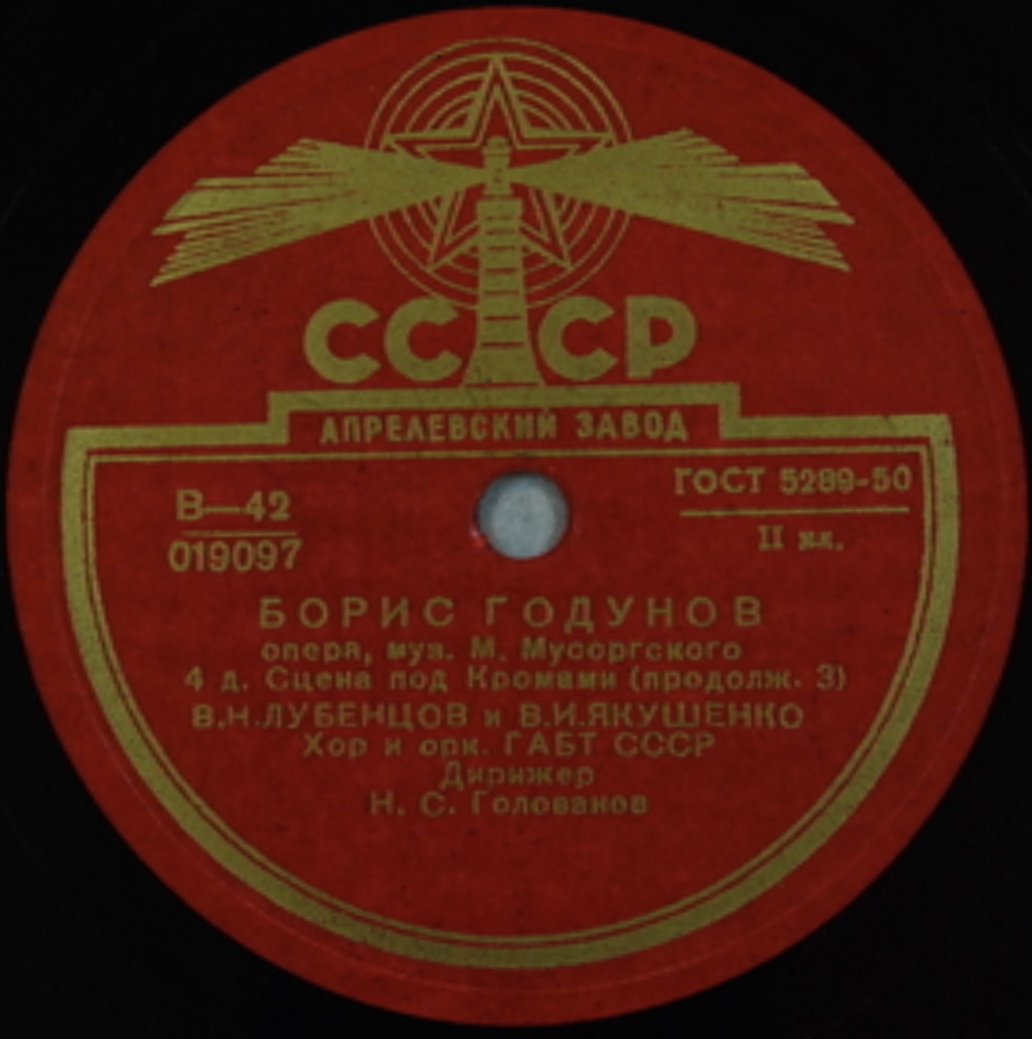 СССР
АПРЕЛЕВСКИЙ ЗАВОД
В—42
019097
ГОСТ 5289-50
II кл.
БОРИС ГОДУНОВ
опера, муз. М. Мусоргского
4 д. Сцена под Кромами (продолж. 3)
В.Н.ЛУБЕНЦОВ и В.И.ЯКУШЕНКО
Хор и орк. ГАБТ СССР
Дирижер
Н. С. Голованов